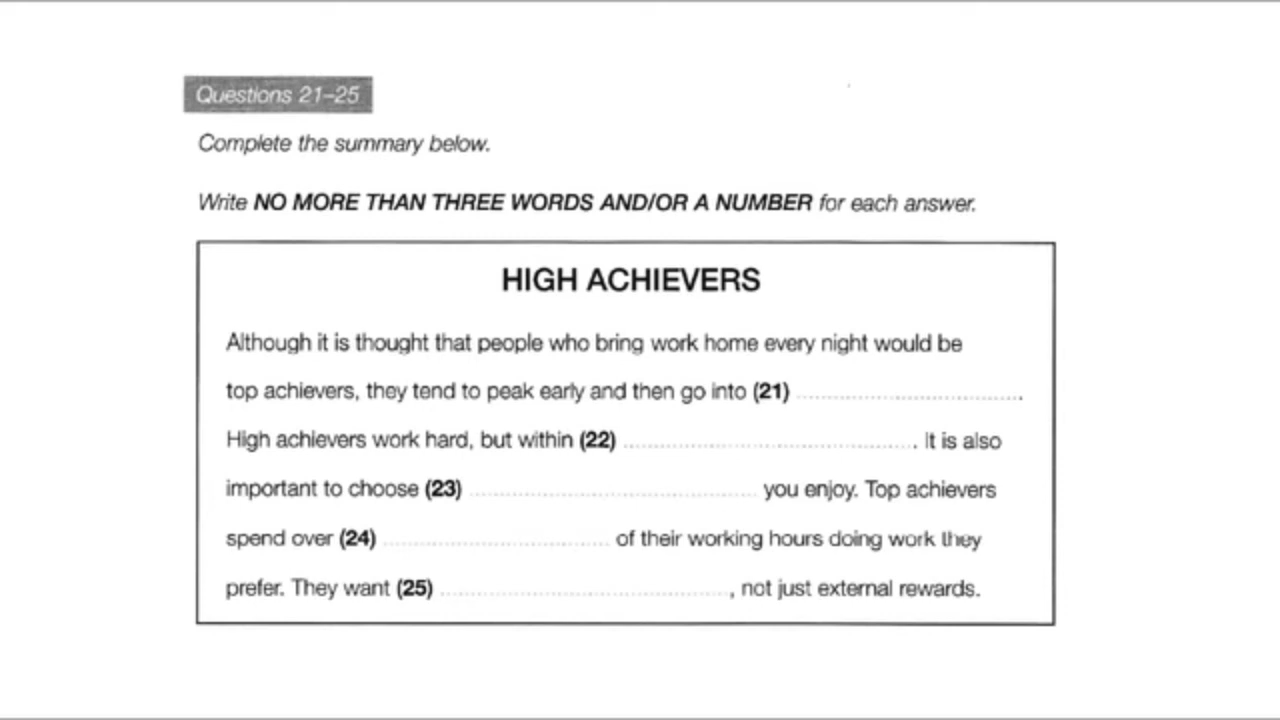 Questions 21–25
Complete the summary below.
Write NO MORE THAN THREE WORDS AND/OR A NUMBER for each answer.
HIGH ACHIEVERS
Although it is thought that people who bring work home every night would be
top achievers, they tend to peak early and then go into (21) ........................................ .
High achievers work hard, but within (22) ........................................ . It is also
important to choose (23) ........................................ you enjoy. Top achievers
spend over (24) ........................................ of their working hours doing work they
prefer. They want (25) ........................................ , not just external rewards.